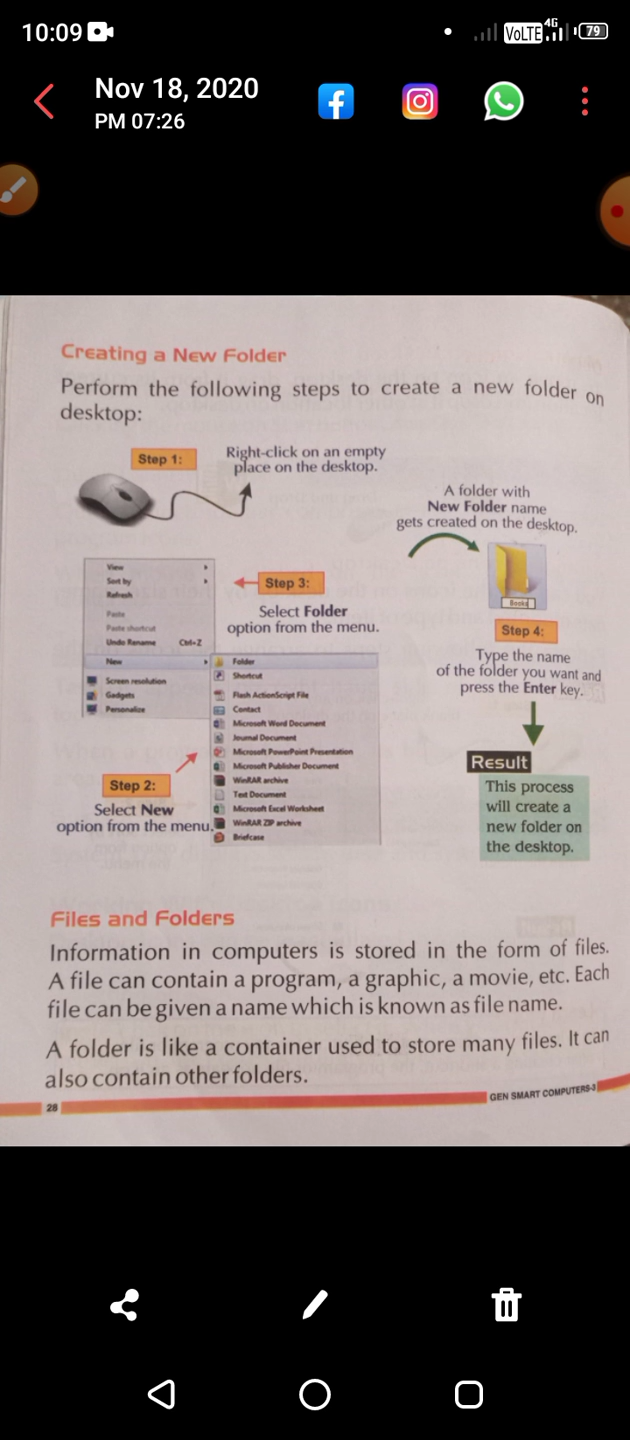 10:09
VoLTE 4G 79
Nov 18, 2020
PM 07:26
Creating a New Folder
Perform the following steps to create a new folder on
desktop:
Step 1:
Right-click on an empty
place on the desktop.
A folder with
New Folder name
gets created on the desktop.
Books
View
Sort by
Refresh
Paste
Paste shortcut
Undo Rename Ctrl+Z
New
Screen resolution
Gadgets
Personalize
Step 3:
Select Folder
option from the menu.
Folder
Shortcut
Flash ActionScript File
Contact
Microsoft Word Document
Journal Document
Microsoft PowerPoint Presentation
Microsoft Publisher Document
WinRAR archive
Text Document
Microsoft Excel Worksheet
WinRAR ZIP archive
Briefcase
Step 2:
Select New
option from the menu.
Step 4:
Type the name
of the folder you want and
press the Enter key.
Result
This process
will create a
new folder on
the desktop.
Files and Folders
Information in computers is stored in the form of files.
A file can contain a program, a graphic, a movie, etc. Each
file can be given a name which is known as file name.
A folder is like a container used to store many files. It can
also contain other folders.
28
GEN SMART COMPUTERS-3